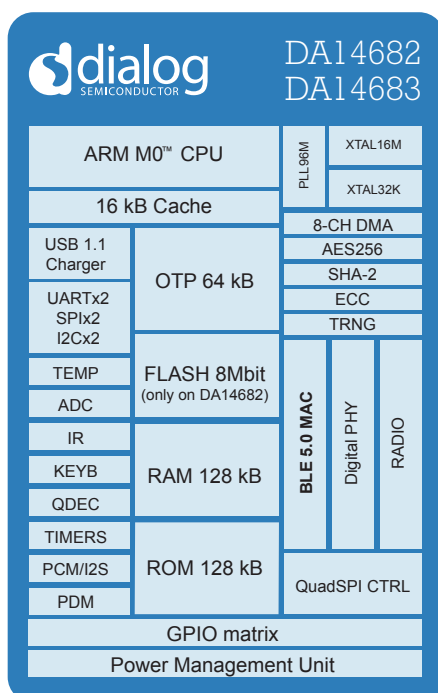 dialog
SEMICONDUCTOR
DA14682
DA14683
ARM M0™ CPU
16 kB Cache
PLL96M
XTAL16M
XTAL32K
8-CH DMA
AES256
SHA-2
ECC
TRNG
USB 1.1
Charger
UARTx2
SPIx2
I2Cx2
TEMP
ADC
IR
KEYB
QDEC
TIMERS
PCM/I2S
PDM
OTP 64 kB
FLASH 8Mbit
(only on DA14682)
RAM 128 kB
ROM 128 kB
BLE 5.0 MAC
Digital PHY
RADIO
QuadSPI CTRL
GPIO matrix
Power Management Unit